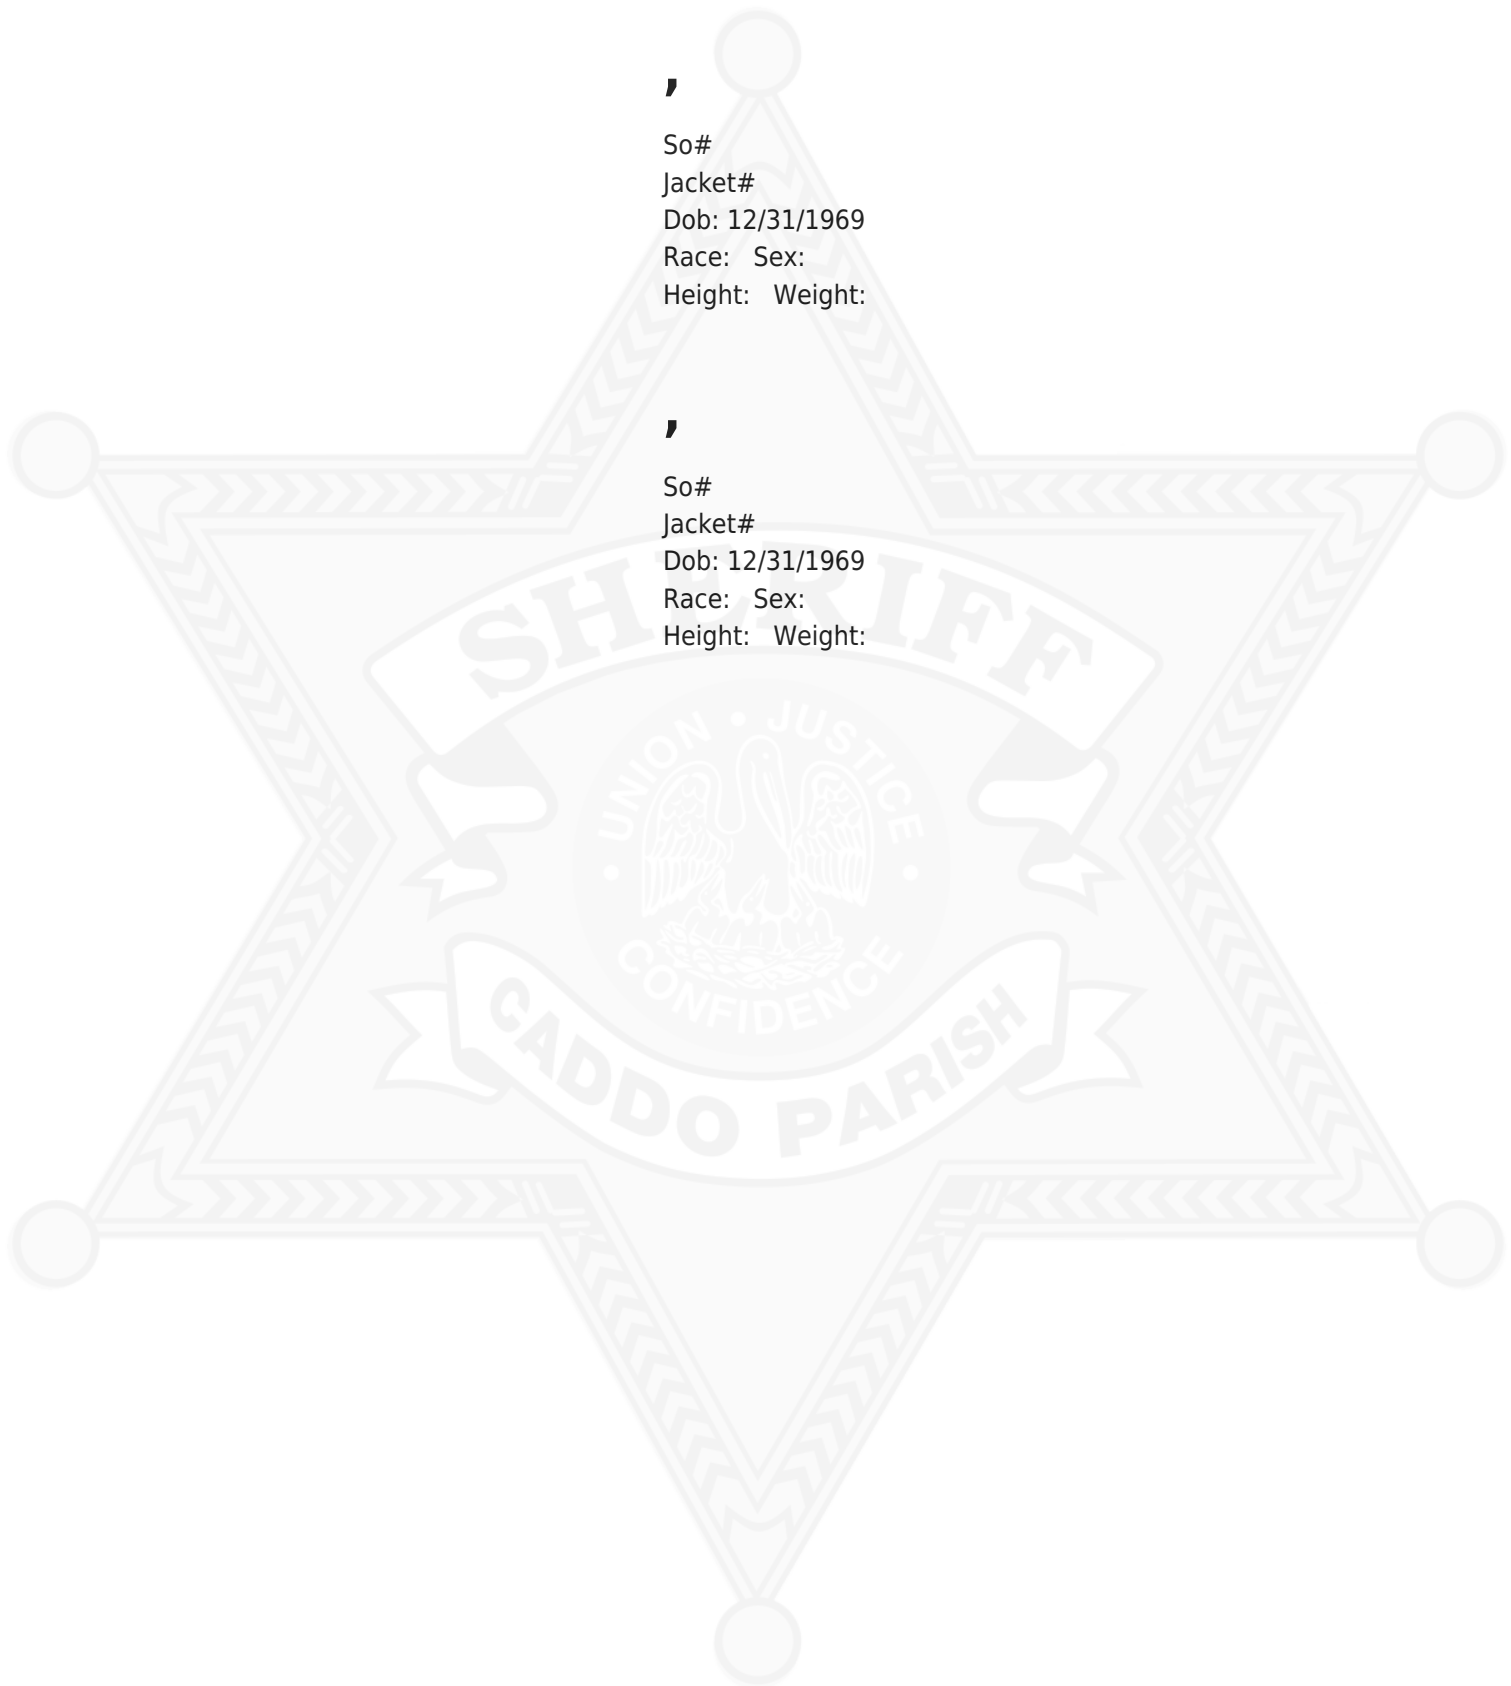 ,
So#
Jacket#
Dob: 12/31/1969
Race: Sex:
Height: Weight:
,
So#
Jacket#
Dob: 12/31/1969
Race: Sex:
Height: Weight:
SHERIFF
UNION • JUSTICE
• CONFIDENCE •
CADDO PARISH